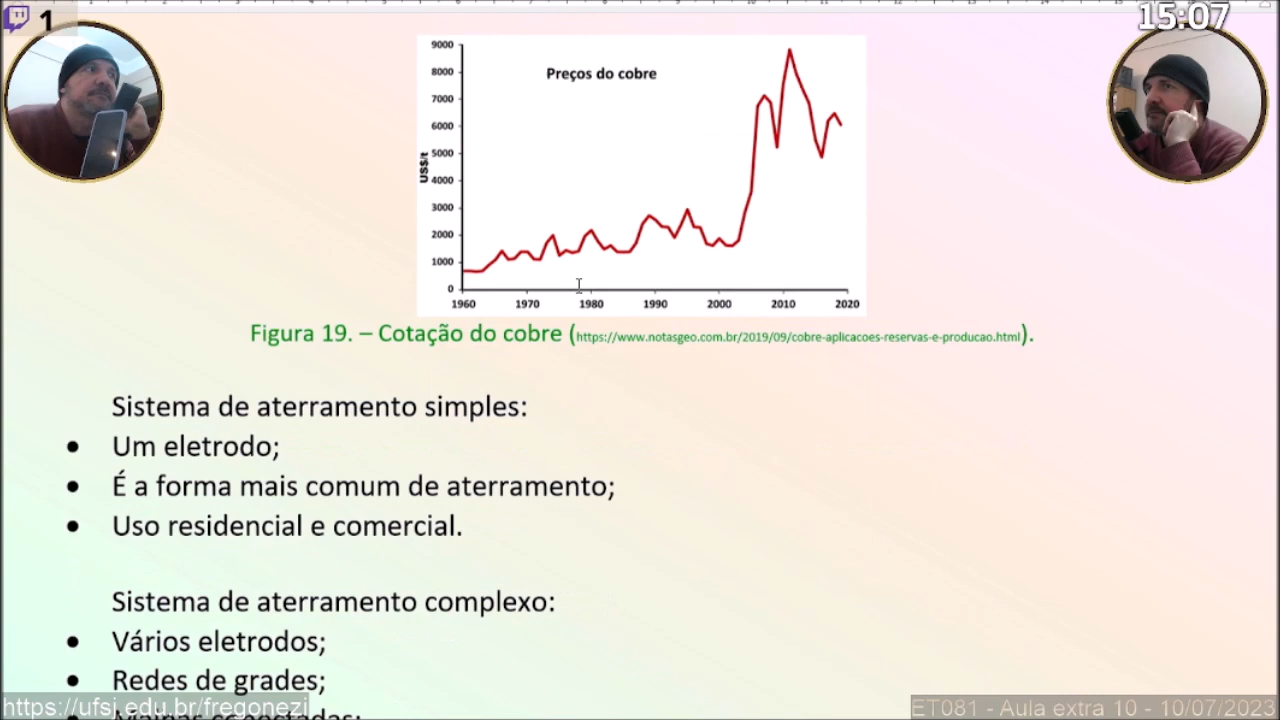 1
15:07
9000
Preços do cobre
8000
7000
6000
5000
4000
3000
2000
1000
0
US$/t
1960 1970 1980 1990 2000 2010 2020
Figura 19. – Cotação do cobre (https://www.notasgeo.com.br/2019/09/cobre-aplicacoes-reservas-e-producao.html).
Sistema de aterramento simples:
• Um eletrodo;
• É a forma mais comum de aterramento;
• Uso residencial e comercial.
Sistema de aterramento complexo:
• Vários eletrodos;
• Redes de grades;
• Malhas conectadas;
https://ufsj.edu.br/fregonezi
ET081 - Aula extra 10 - 10/07/2023